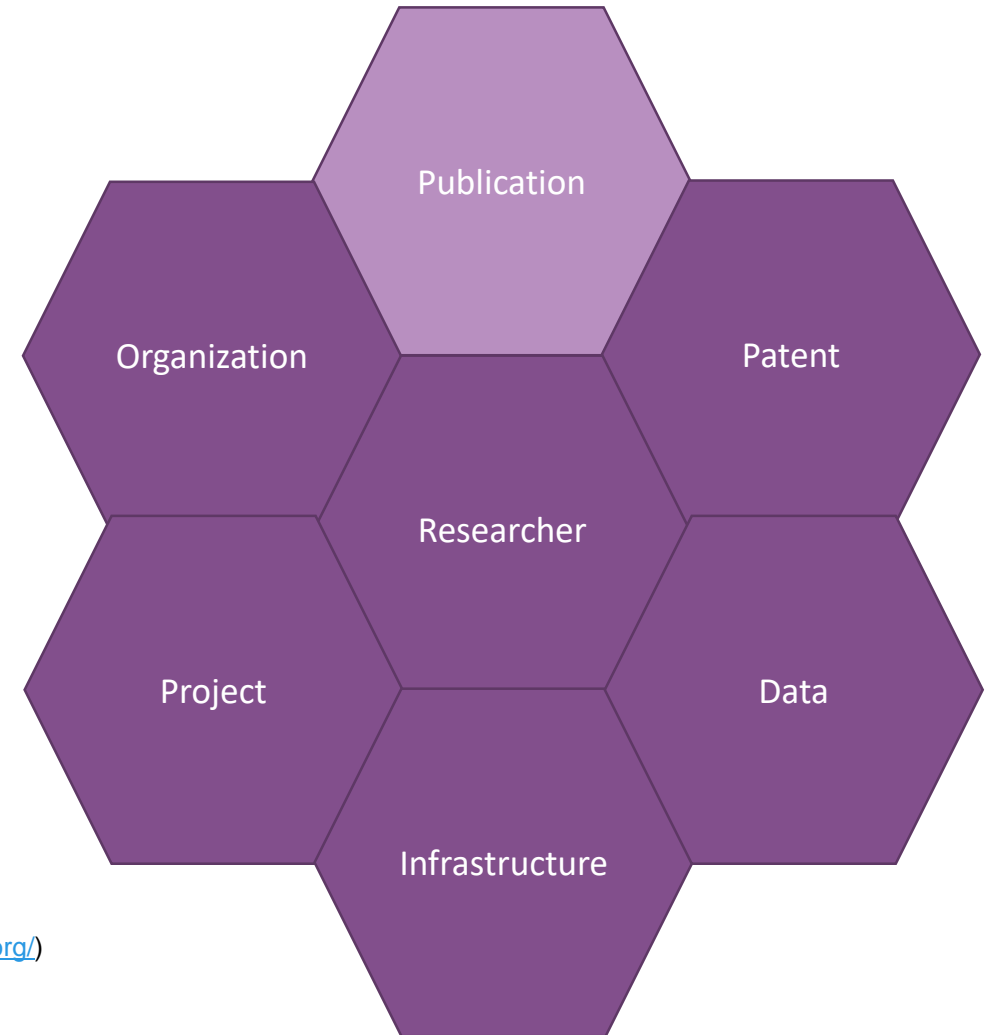 Publication
Organization
Patent
Researcher
Project
Data
Infrastructure
org/)